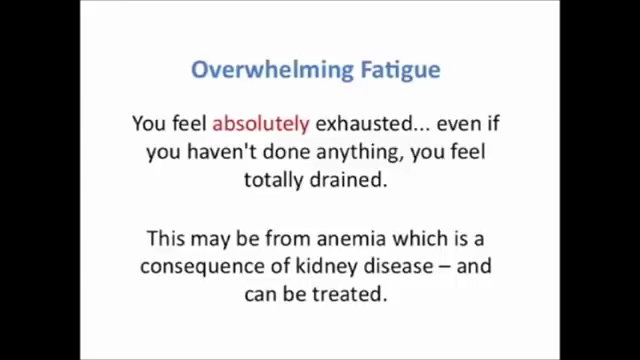 Overwhelming Fatigue
You feel absolutely exhausted... even if
you haven't done anything, you feel
totally drained.
This may be from anemia which is a
consequence of kidney disease – and
can be treated.